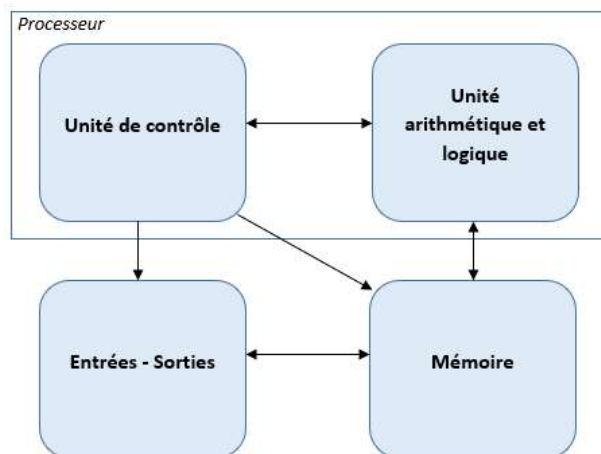 Processeur
Unité de contrôle
Unité
arithmétique et
logique
Entrées - Sorties
Mémoire